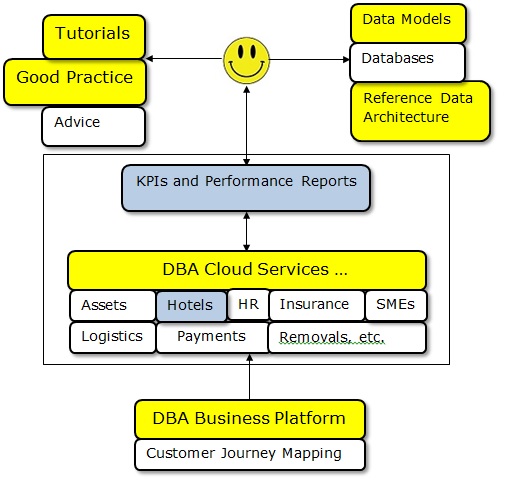 Tutorials
Good Practice
Advice
Data Models
Databases
Reference Data
Architecture
KPIs and Performance Reports
DBA Cloud Services ...
Assets
Hotels
HR
Insurance
SMEs
Logistics
Payments
Removals, etc.
DBA Business Platform
Customer Journey Mapping